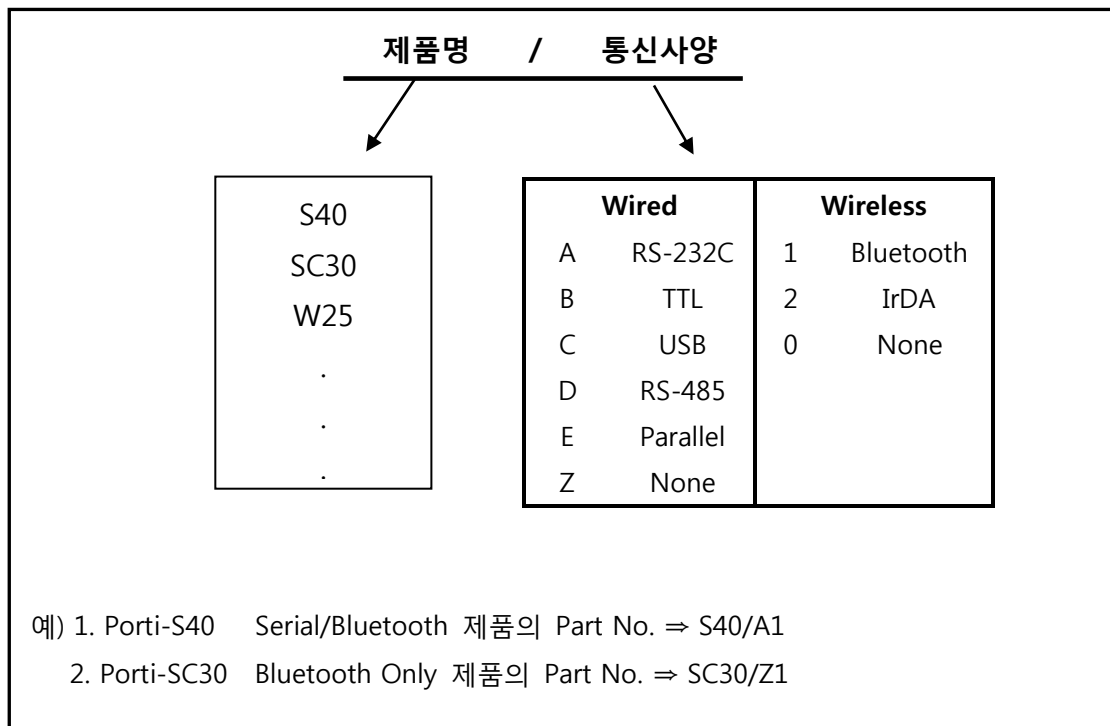 제품명 / 통신사양
S40
SC30
W25
.
.
.
Wired Wireless
A RS-232C 1 Bluetooth
B TTL 2 IrDA
C USB 0 None
D RS-485
E Parallel
Z None
예) 1. Porti-S40 Serial/Bluetooth 제품의 Part No. ⇒ S40/A1
2. Porti-SC30 Bluetooth Only 제품의 Part No. ⇒ SC30/Z1